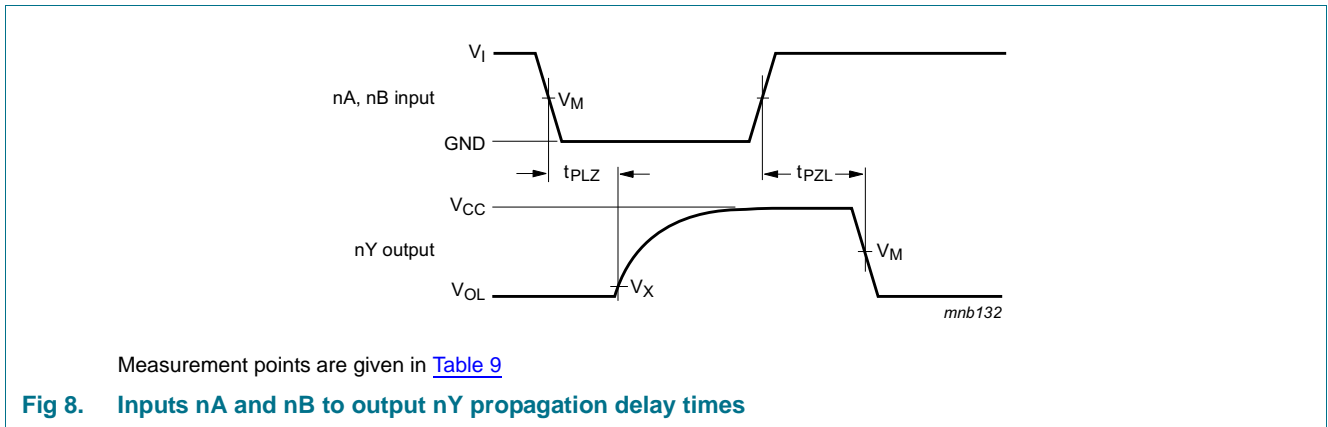 V_I
nA, nB input
V_M
GND
t_PLZ
t_PZL
V_CC
nY output
V_M
V_OL
V_X
mnb132
Measurement points are given in Table 9
Fig 8. Inputs nA and nB to output nY propagation delay times